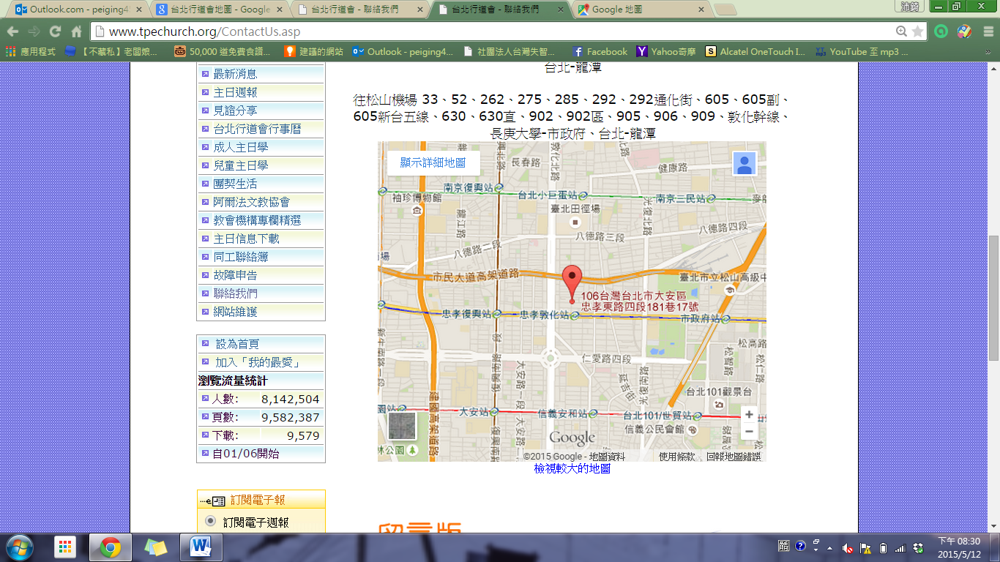 Outlook.com - peiging4
台北行道會地圖 - Google
台北行道會 - 聯絡我們
台北行道會 - 聯絡我們
Google 地圖
沛菁
www.tpechurch.org/ContactUs.asp
應用程式
【不藏私】老闆娘...
50,000 道免費食譜...
建議的網站
Outlook - peiging4...
社團法人台灣失智...
Facebook
Yahoo奇摩
Alcatel OneTouch I...
YouTube 至 mp3 ...
台北-龍潭
往松山機場 33、52、262、275、285、292、292通化街、605、605副、
605新台五線、630、630直、902、902區、905、906、909、敦化幹線、
長庚大學-市政府、台北-龍潭
最新消息
主日週報
見證分享
台北行道會行事曆
成人主日學
兒童主日學
團契生活
阿爾法文教協會
教會機構專欄精選
主日信息下載
同工聯絡簿
故障申告
聯絡我們
網站維護
設為首頁
加入「我的最愛」
瀏覽流量統計
人數: 8,142,504
頁數: 9,582,387
下載: 9,579
自01/06開始
訂閱電子報
訂閱電子週報
顯示詳細地圖
長春路
敦化北路
健康路
南京復興站
台北小巨蛋站
南京三民站
袖珍博物館
臺北田徑場
龍江路
光復北路
八德路二段
八德路三段
八德路四段
市民大道高架道路
臺北市立松山高級中
106台灣台北市大安區
忠孝東路四段181巷17號
忠孝復興站
忠孝敦化站
市政府站
仁愛路四段
松高路
松智路
松仁路
復興南路一段
大安路一段
延吉街
光復南路
台北101觀景台
建國高架道路
大安站
信義安和站
台北101/世貿站
信義公民會館
林公園
Google
©2015 Google - 地圖資料
使用條款
回報地圖錯誤
檢視較大的地圖
留言版
下午 08:30
2015/5/12